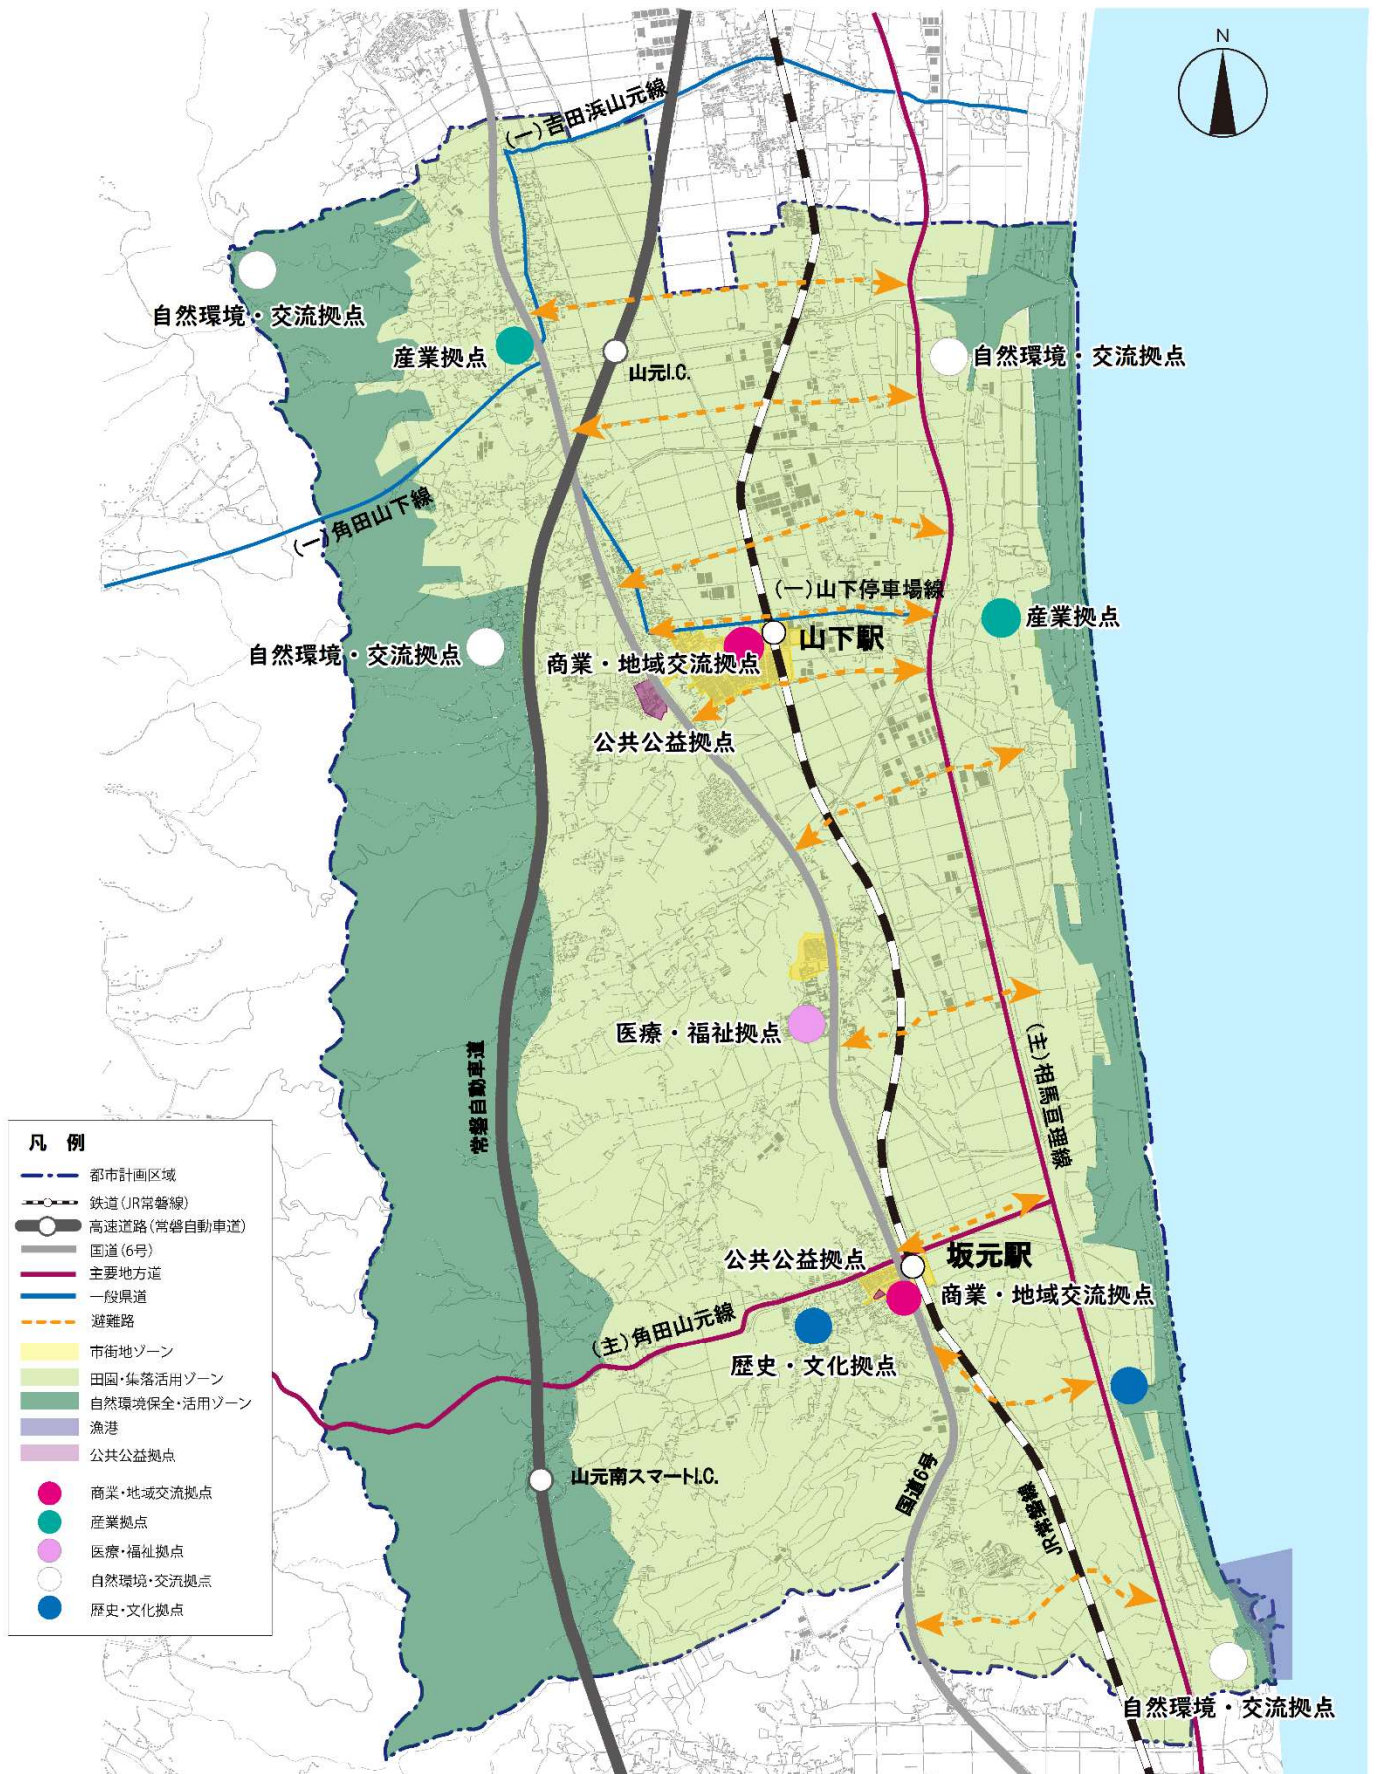 N
(一)吉田浜山元線
自然環境・交流拠点
産業拠点
山元I.C.
自然環境・交流拠点
(一)角田山下線
(一)山下停車場線
産業拠点
山下駅
自然環境・交流拠点
商業・地域交流拠点
公共公益拠点
医療・福祉拠点
(主)相馬亘理線
常磐自動車道
公共公益拠点
坂元駅
商業・地域交流拠点
(主)角田山元線
歴史・文化拠点
山元南スマートI.C.
国道6号
JR常磐線
自然環境・交流拠点
凡 例
都市計画区域
鉄道(JR常磐線)
高速道路(常磐自動車道)
国道(6号)
主要地方道
一般県道
避難路
市街地ゾーン
田園・集落活用ゾーン
自然環境保全・活用ゾーン
漁港
公共公益拠点
商業・地域交流拠点
産業拠点
医療・福祉拠点
自然環境・交流拠点
歴史・文化拠点